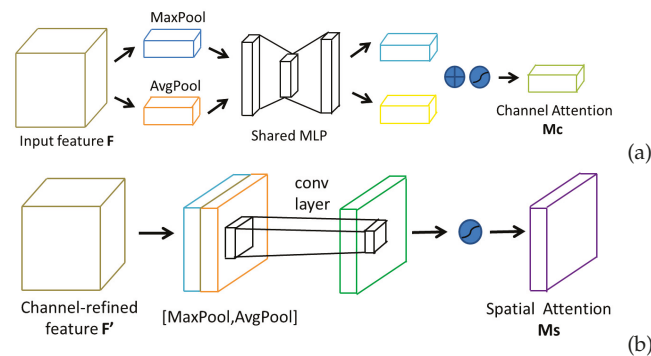 MaxPool
AvgPool
Input feature F
Shared MLP
Channel Attention
Mc
(a)
conv
layer
Channel-refined
feature F'
[MaxPool,AvgPool]
Spatial Attention
Ms
(b)